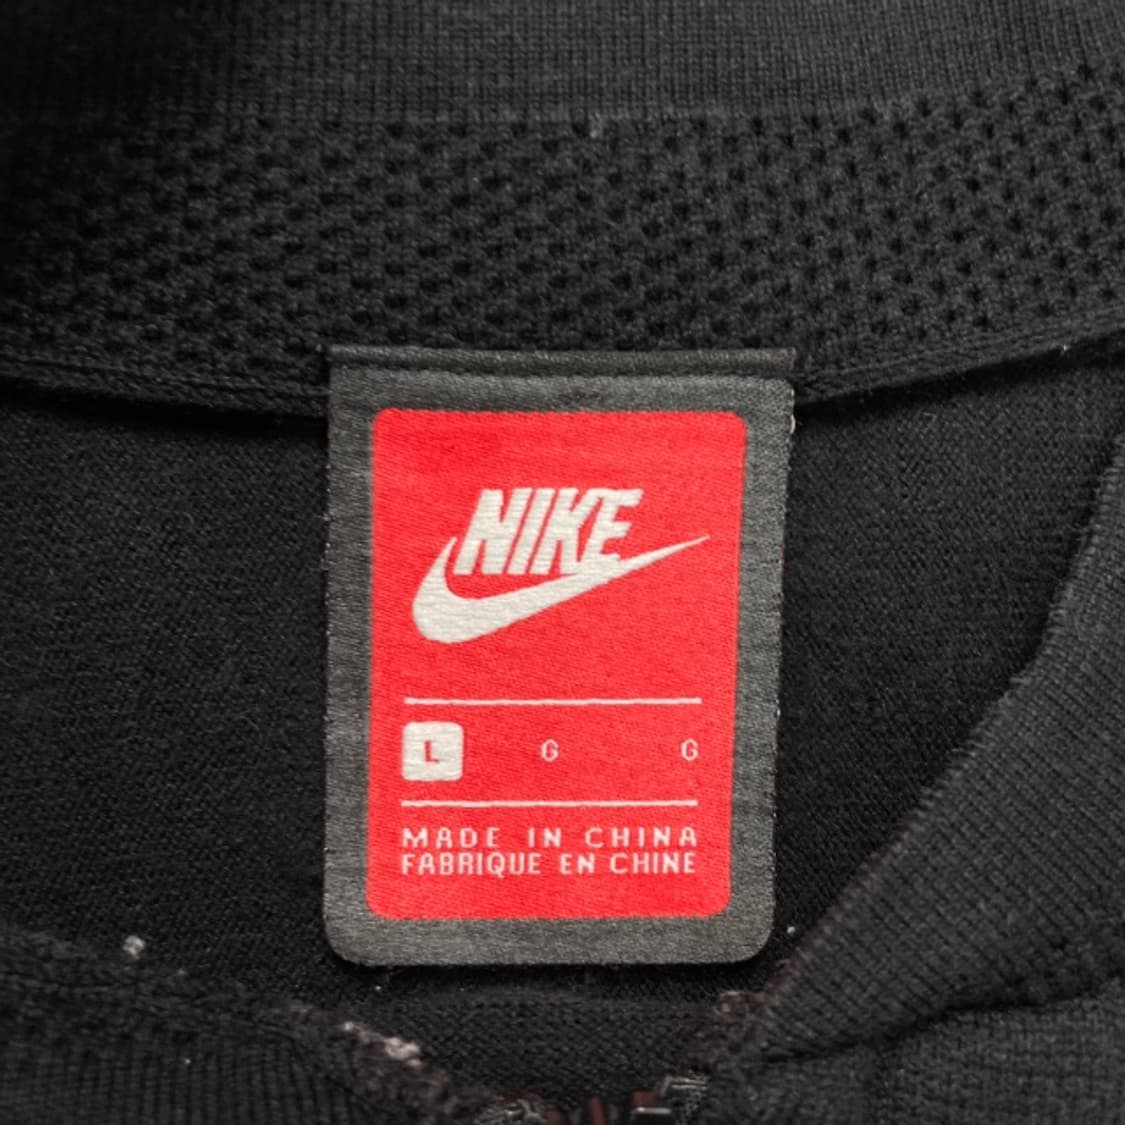 NIKE
L G G
MADE IN CHINA
FABRIQUE EN CHINE